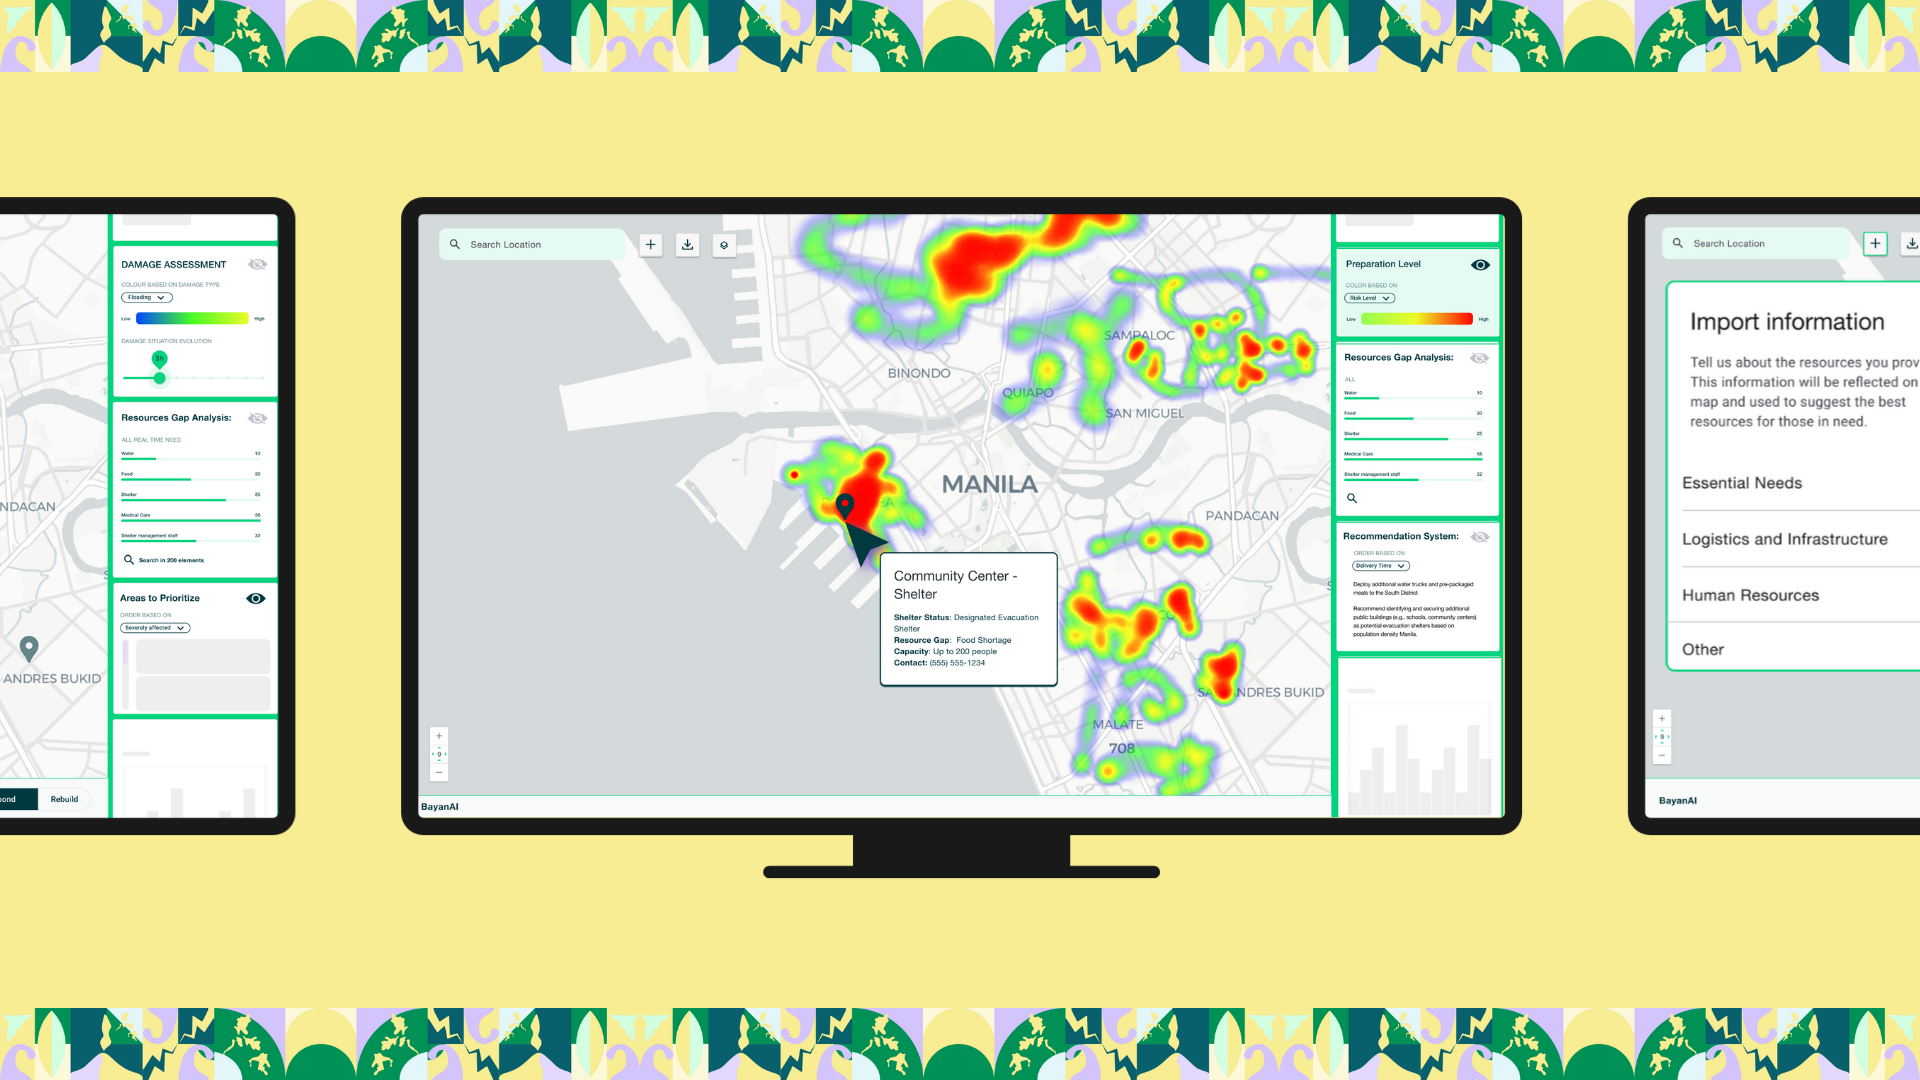 DAMAGE ASSESSMENT
COLOUR BASED ON DAMAGE TYPE
Flooding
Low
High
DAMAGE SITUATION EVOLUTION
3h
Resources Gap Analysis:
ALL REAL TIME NEED
Water 10
Food 20
Shelter 25
Medical Care 56
Shelter management staff 22
Search in 200 elements
Areas to Prioritize
ORDER BASED ON
Severely affected
NDACAN
ANDRES BUKID
ond
Rebuild
Search Location
BINONDO
SAMPALOC
QUIAPO
SAN MIGUEL
MANILA
PANDACAN
EA
CO
SA ANDRES BUKID
MALATE
708
Community Center -
Shelter
Shelter Status: Designated Evacuation
Shelter
Resource Gap: Food Shortage
Capacity: Up to 200 people
Contact: (555) 555-1234
+
9
−
BayanAI
Preparation Level
COLOR BASED ON
Risk Level
Low
High
Resources Gap Analysis:
ALL
Water 10
Food 20
Shelter 25
Medical Care 56
Shelter management staff 22
Recommendation System:
ORDER BASED ON
Delivery Time
Deploy additional water trucks and pre-packaged
meals to the South District
Recommend identifying and securing additional
public buildings (e.g., schools, community centers)
as potential evacuation shelters based on
population density Manila.
Search Location
Import information
Tell us about the resources you prov
This information will be reflected on
map and used to suggest the best
resources for those in need.
Essential Needs
Logistics and Infrastructure
Human Resources
Other
+
9
−
BayanAI